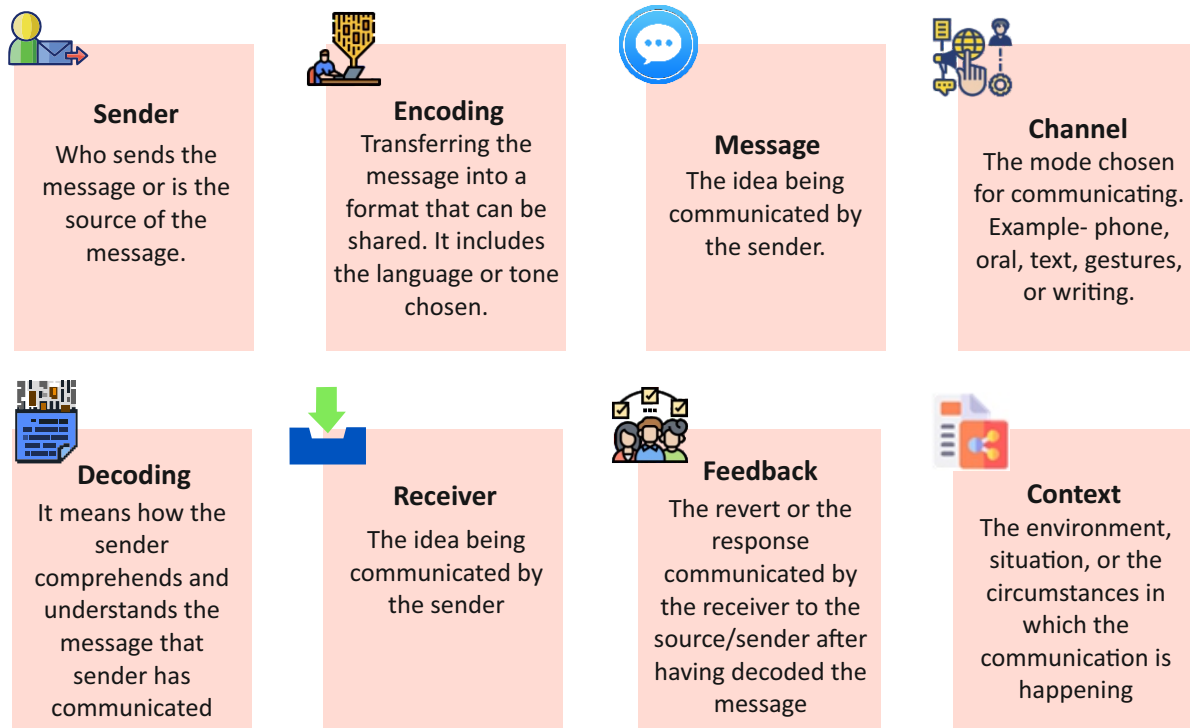 Sender
Who sends the
message or is the
source of the
message.
Encoding
Transferring the
message into a
format that can be
shared. It includes
the language or tone
chosen.
Message
The idea being
communicated by
the sender.
Channel
The mode chosen
for communicating.
Example- phone,
oral, text, gestures,
or writing.
Decoding
It means how the
sender
comprehends and
understands the
message that
sender has
communicated
Receiver
The idea being
communicated by
the sender
Feedback
The revert or the
response
communicated by
the receiver to the
source/sender after
having decoded the
message
Context
The environment,
situation, or the
circumstances in
which the
communication is
happening